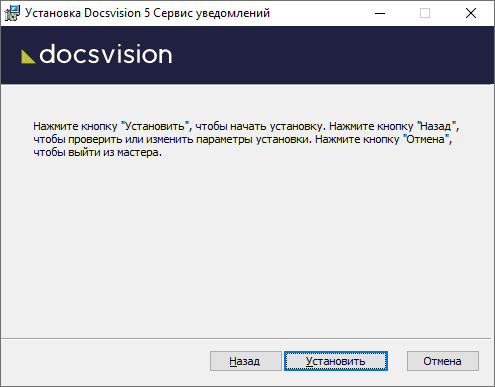 Установка Docsvision 5 Сервис уведомлений
docsvision
Нажмите кнопку "Установить", чтобы начать установку. Нажмите кнопку "Назад",
чтобы проверить или изменить параметры установки. Нажмите кнопку "Отмена",
чтобы выйти из мастера.
Назад Установить Отмена